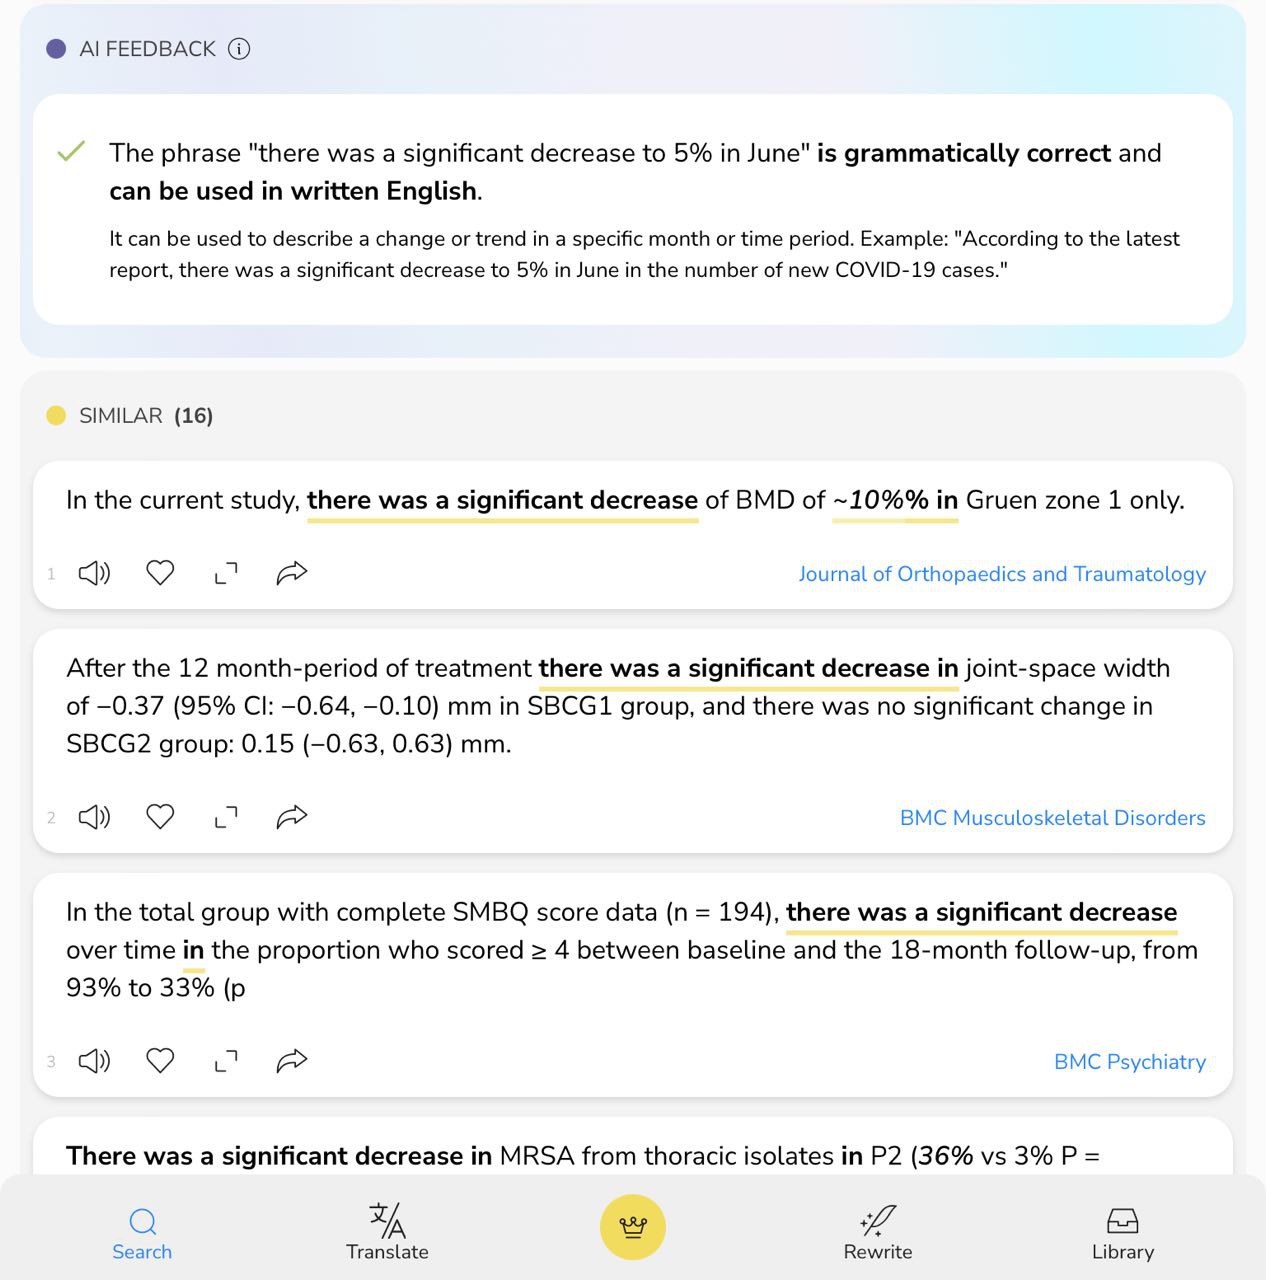 AI FEEDBACK
The phrase "there was a significant decrease to 5% in June" is grammatically correct and
can be used in written English.
It can be used to describe a change or trend in a specific month or time period. Example: "According to the latest
report, there was a significant decrease to 5% in June in the number of new COVID-19 cases."
SIMILAR (16)
In the current study, there was a significant decrease of BMD of ~10%% in Gruen zone 1 only.
1
Journal of Orthopaedics and Traumatology
After the 12 month-period of treatment there was a significant decrease in joint-space width
of −0.37 (95% CI: −0.64, −0.10) mm in SBCG1 group, and there was no significant change in
SBCG2 group: 0.15 (−0.63, 0.63) mm.
2
BMC Musculoskeletal Disorders
In the total group with complete SMBQ score data (n = 194), there was a significant decrease
over time in the proportion who scored ≥ 4 between baseline and the 18-month follow-up, from
93% to 33% (p
3
BMC Psychiatry
There was a significant decrease in MRSA from thoracic isolates in P2 (36% vs 3% P =
Search
Translate
Rewrite
Library